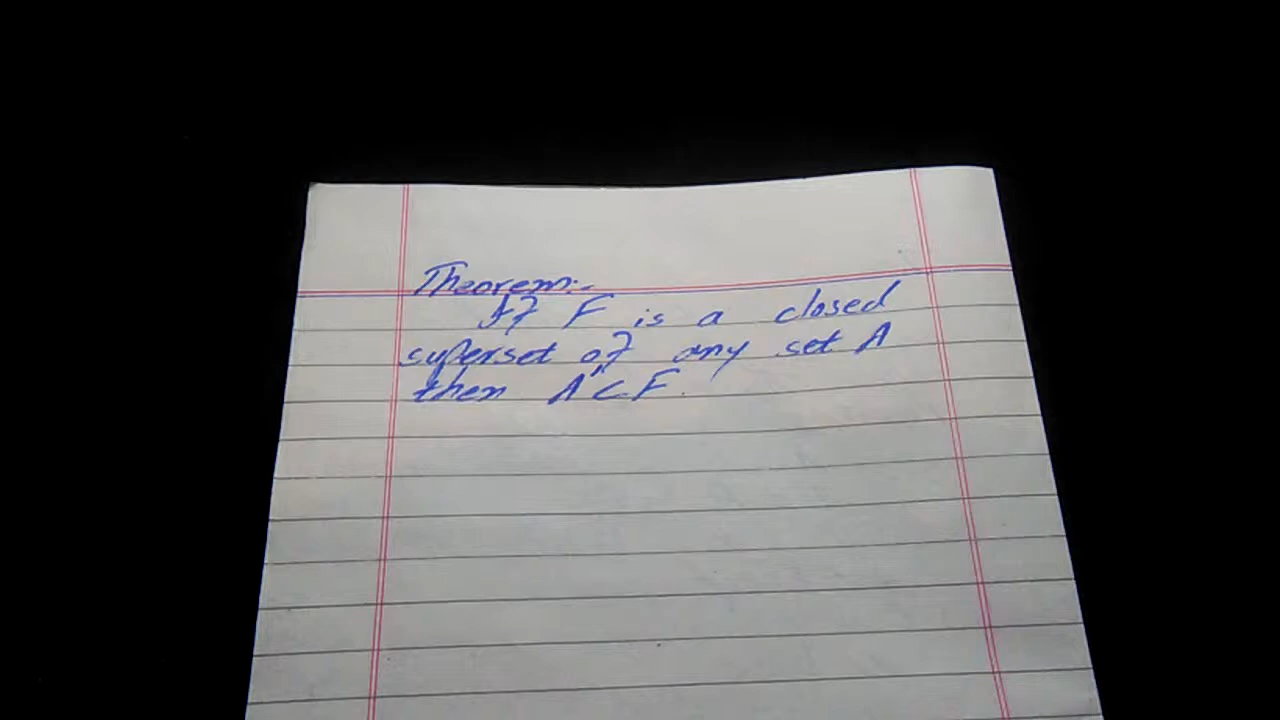 Theorem:-
If F is a closed
superset of any set A
then A'⊂F.